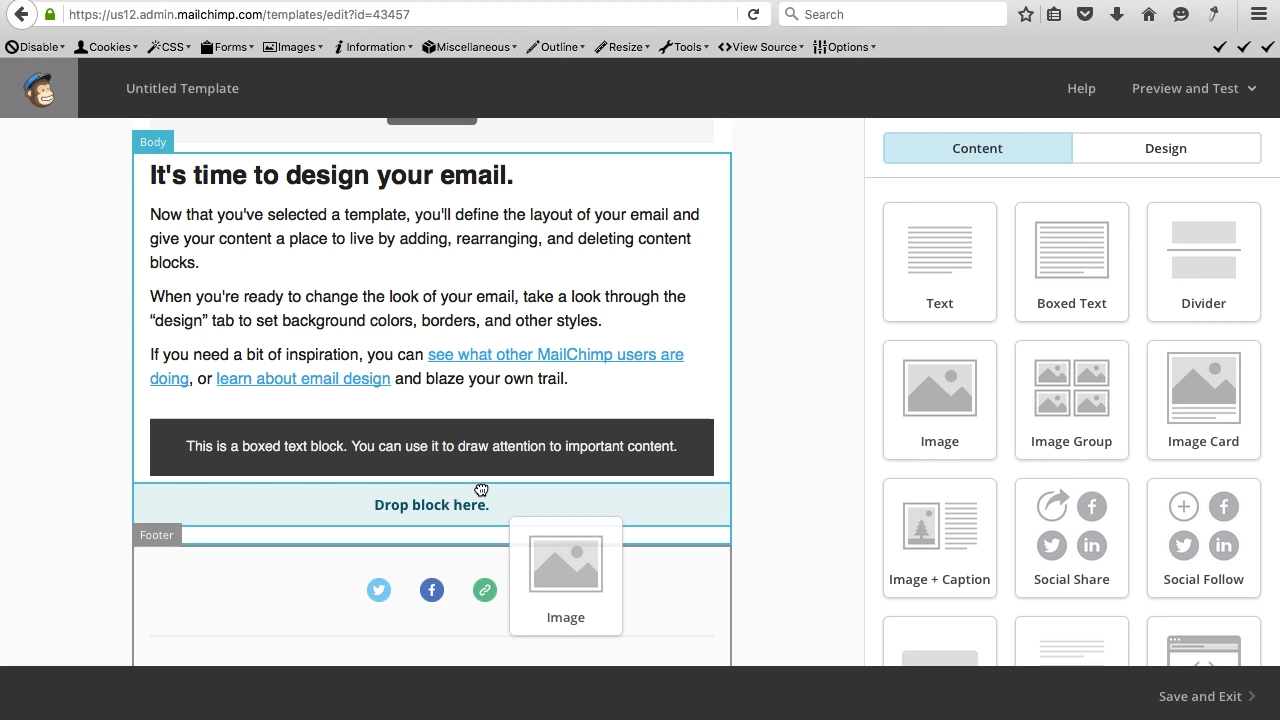 https://us12.admin.mailchimp.com/templates/edit?id=43457
Search
Disable
Cookies
CSS
Forms
Images
Information
Miscellaneous
Outline
Resize
Tools
View Source
Options
Untitled Template
Help
Preview and Test
Body
It's time to design your email.
Now that you've selected a template, you'll define the layout of your email and
give your content a place to live by adding, rearranging, and deleting content
blocks.
When you're ready to change the look of your email, take a look through the
“design” tab to set background colors, borders, and other styles.
If you need a bit of inspiration, you can see what other MailChimp users are
doing, or learn about email design and blaze your own trail.
This is a boxed text block. You can use it to draw attention to important content.
Drop block here.
Footer
Image
Content
Design
Text
Boxed Text
Divider
Image
Image Group
Image Card
Image + Caption
Social Share
Social Follow
Save and Exit